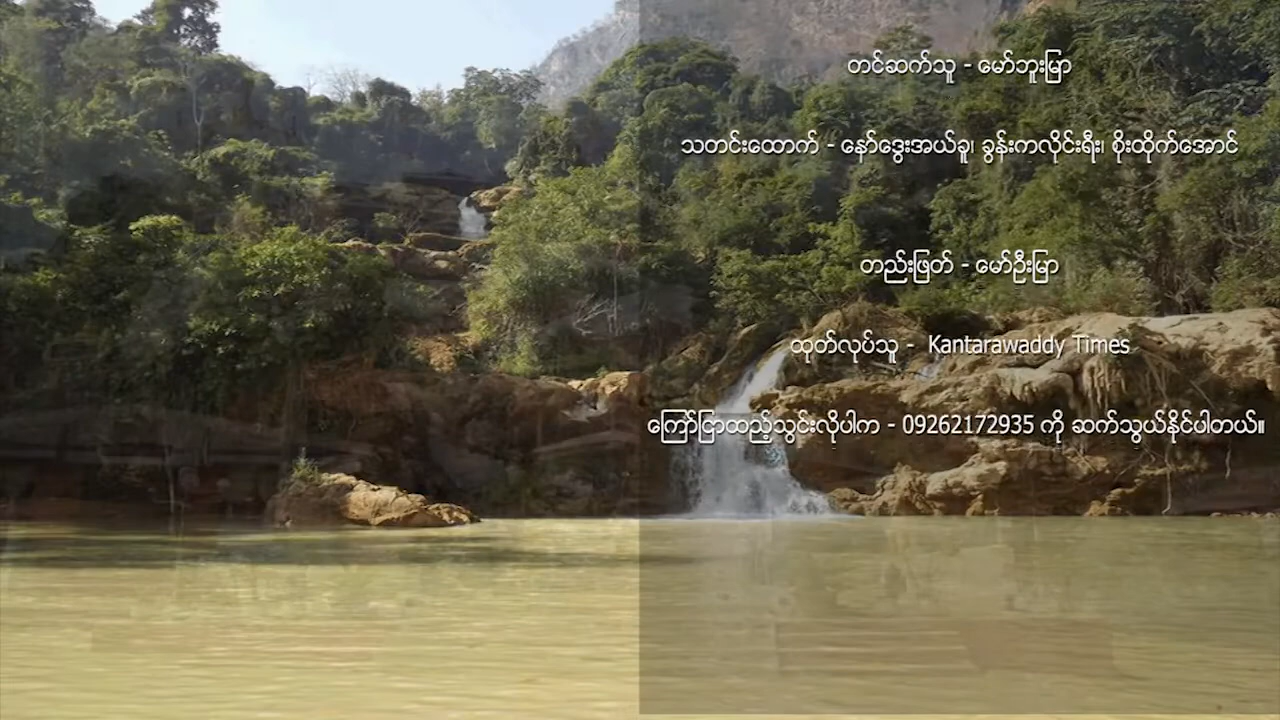 တင်ဆက်သူ - မော်ဘူးမြာ
သတင်းထောက် - နော်ဒွေးအယ်ခူ၊ ခွန်းကလိုင်းရီး၊ စိုးထိုက်အောင်
တည်းဖြတ် - မော်ဦးမြာ
ထုတ်လုပ်သူ - Kantarawaddy Times
ကြော်ငြာထည့်သွင်းလိုပါက - 09262172935 ကို ဆက်သွယ်နိုင်ပါတယ်။